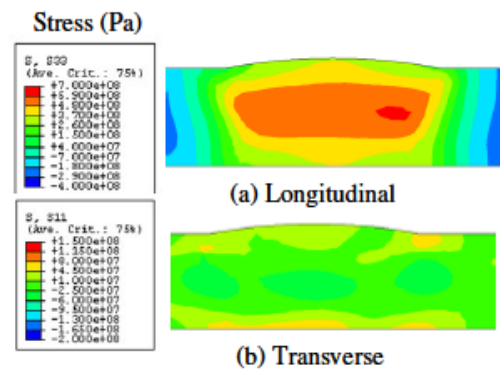 Stress (Pa)
S, S33
(Ave. Crit.: 75%)
+7.000e+08
+5.900e+08
+4.800e+08
+3.700e+08
+2.600e+08
+1.500e+08
+4.000e+07
-7.000e+07
-1.800e+08
-2.900e+08
-4.000e+08
(a) Longitudinal
S, S11
(Ave. Crit.: 75%)
+1.500e+08
+1.150e+08
+8.000e+07
+4.500e+07
+1.000e+07
-2.500e+07
-6.000e+07
-9.500e+07
-1.300e+08
-1.650e+08
-2.000e+08
(b) Transverse